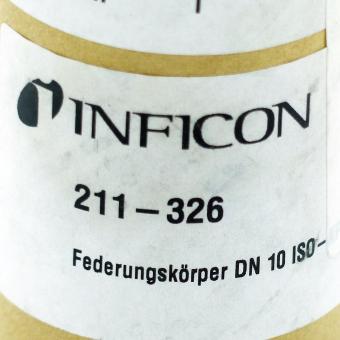 INFICON
211-326
Federungskörper DN 10 ISO-